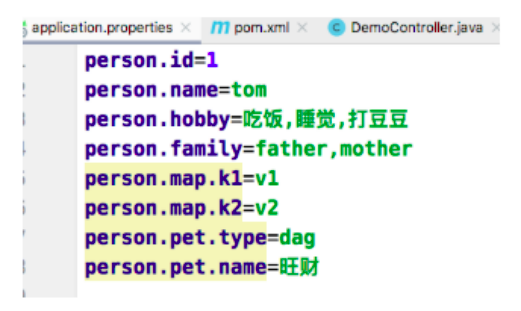 application.properties × m pom.xml × C DemoController.java ×
person.id=1
person.name=tom
person.hobby=吃饭,睡觉,打豆豆
person.family=father,mother
person.map.k1=v1
person.map.k2=v2
person.pet.type=dag
person.pet.name=旺财